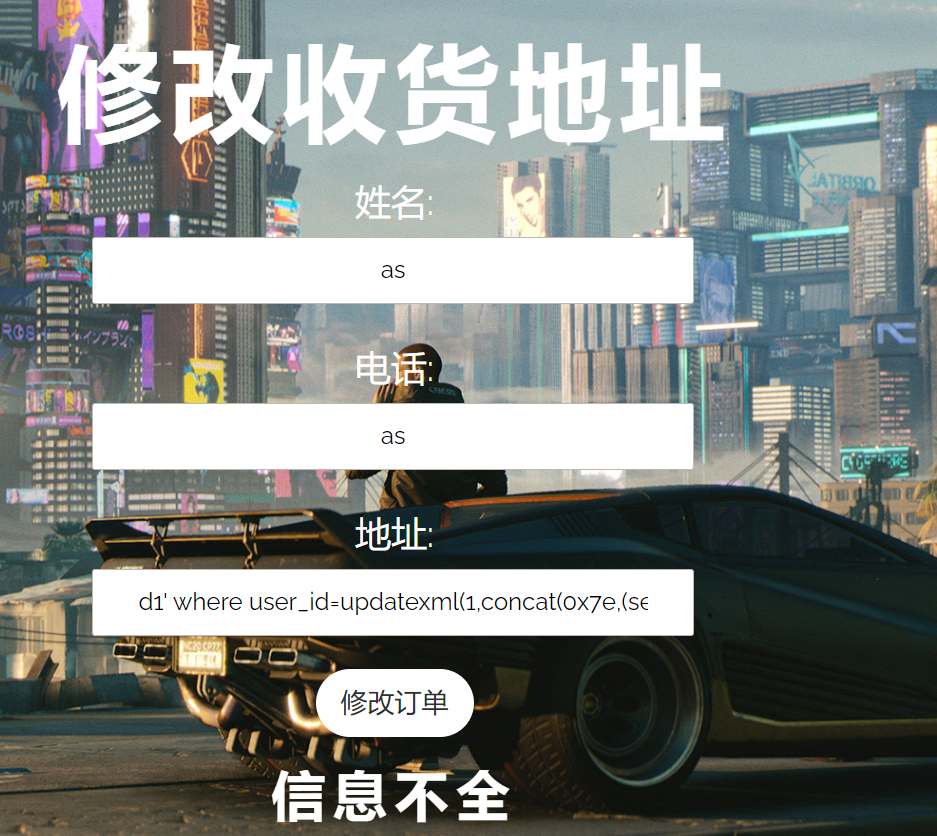 修改收货地址
姓名:
as
电话:
as
地址:
d1' where user_id=updatexml(1,concat(0x7e,(se
修改订单
信息不全